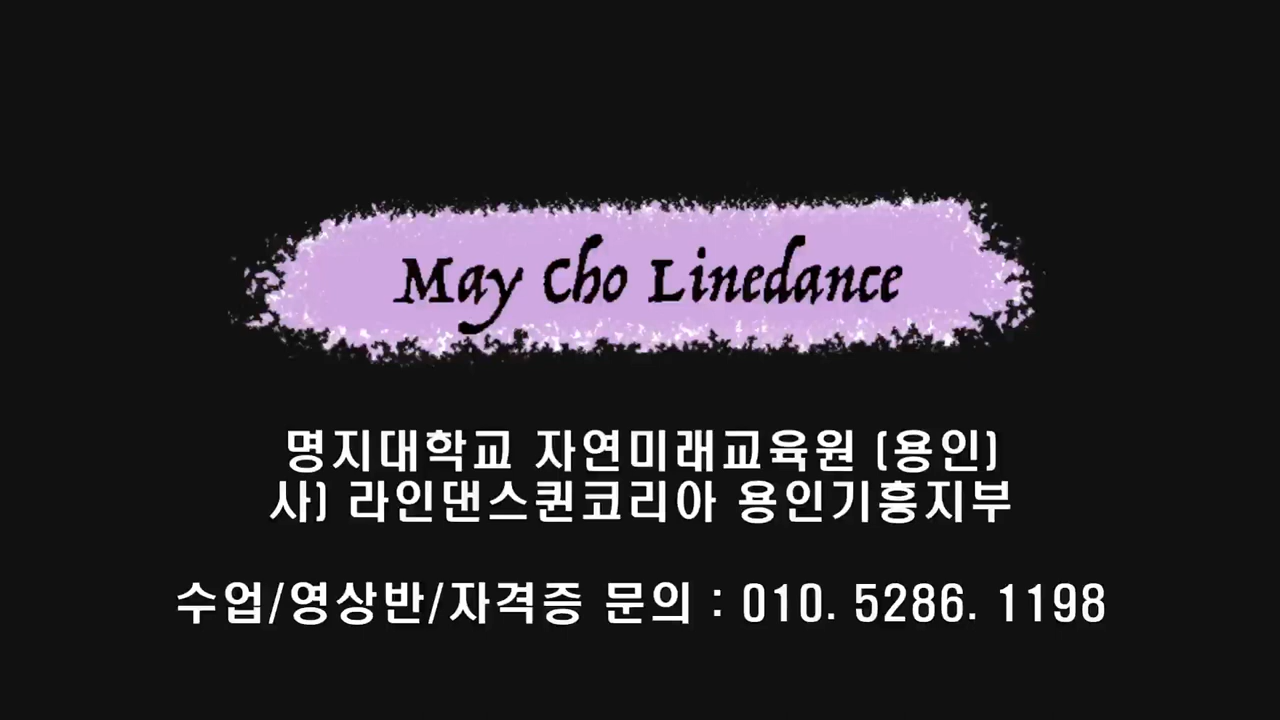 May Cho Linedance
명지대학교 자연미래교육원 (용인)
사) 라인댄스퀸코리아 용인기흥지부
수업/영상반/자격증 문의 : 010. 5286. 1198